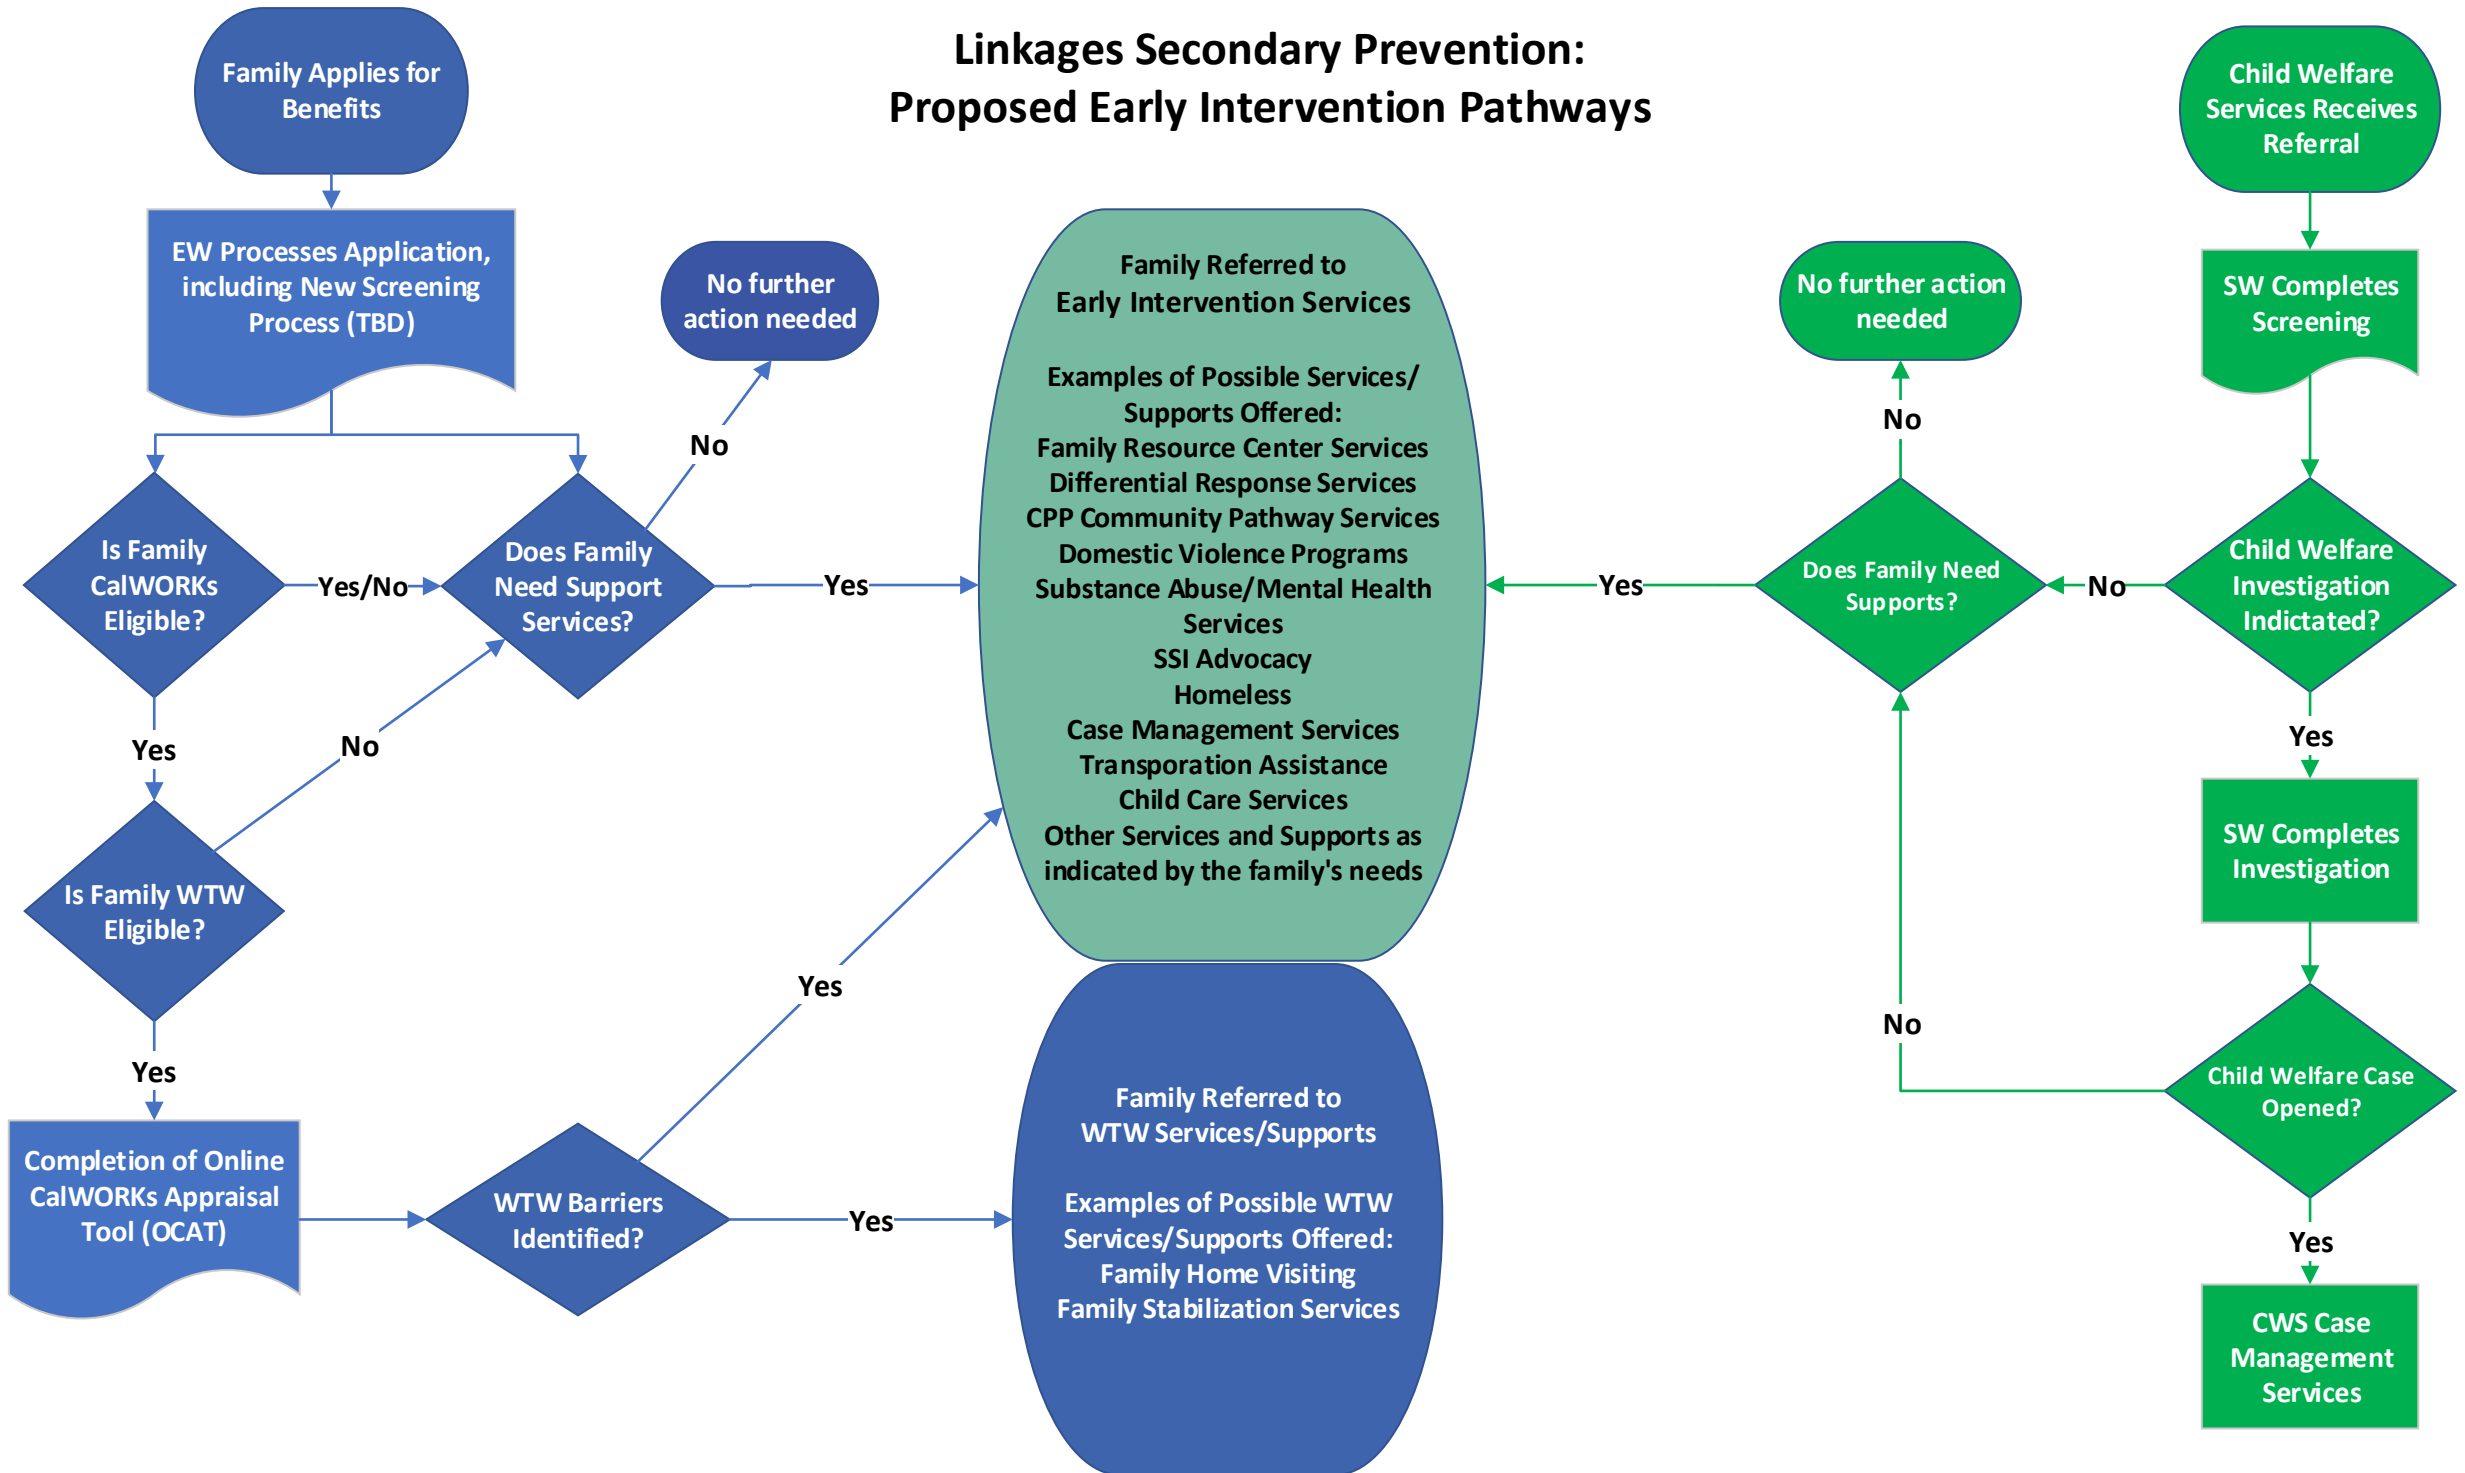 Linkages Secondary Prevention:
Proposed Early Intervention Pathways
Family Applies for
Benefits
EW Processes Application,
including New Screening
Process (TBD)
No further
action needed
No
Is Family
CalWORKs
Eligible?
Yes/No
Does Family
Need Support
Services?
Yes
Yes
No
Is Family WTW
Eligible?
Yes
Completion of Online
CalWORKs Appraisal
Tool (OCAT)
WTW Barriers
Identified?
Yes
Yes
Family Referred to
Early Intervention Services
Examples of Possible Services/
Supports Offered:
Family Resource Center Services
Differential Response Services
CPP Community Pathway Services
Domestic Violence Programs
Substance Abuse/Mental Health
Services
SSI Advocacy
Homeless
Case Management Services
Transporation Assistance
Child Care Services
Other Services and Supports as
indicated by the family's needs
Family Referred to
WTW Services/Supports
Examples of Possible WTW
Services/Supports Offered:
Family Home Visiting
Family Stabilization Services
Child Welfare
Services Receives
Referral
SW Completes
Screening
No further action
needed
No
Yes
Does Family Need
Supports?
No
Child Welfare
Investigation
Indictated?
Yes
SW Completes
Investigation
No
Child Welfare Case
Opened?
Yes
CWS Case
Management
Services